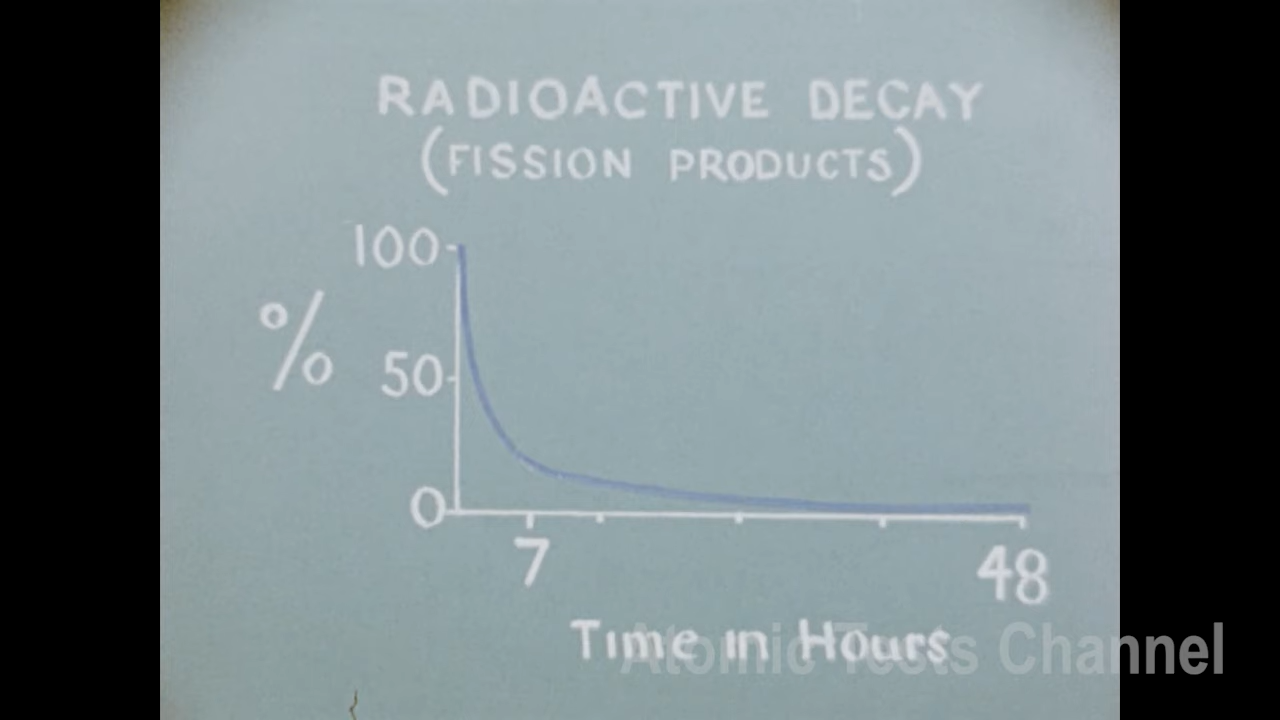 RADIOACTIVE DECAY
(FISSION PRODUCTS)
100
%
50
0
7
48
Time in Hours
Atomic Tests Channel